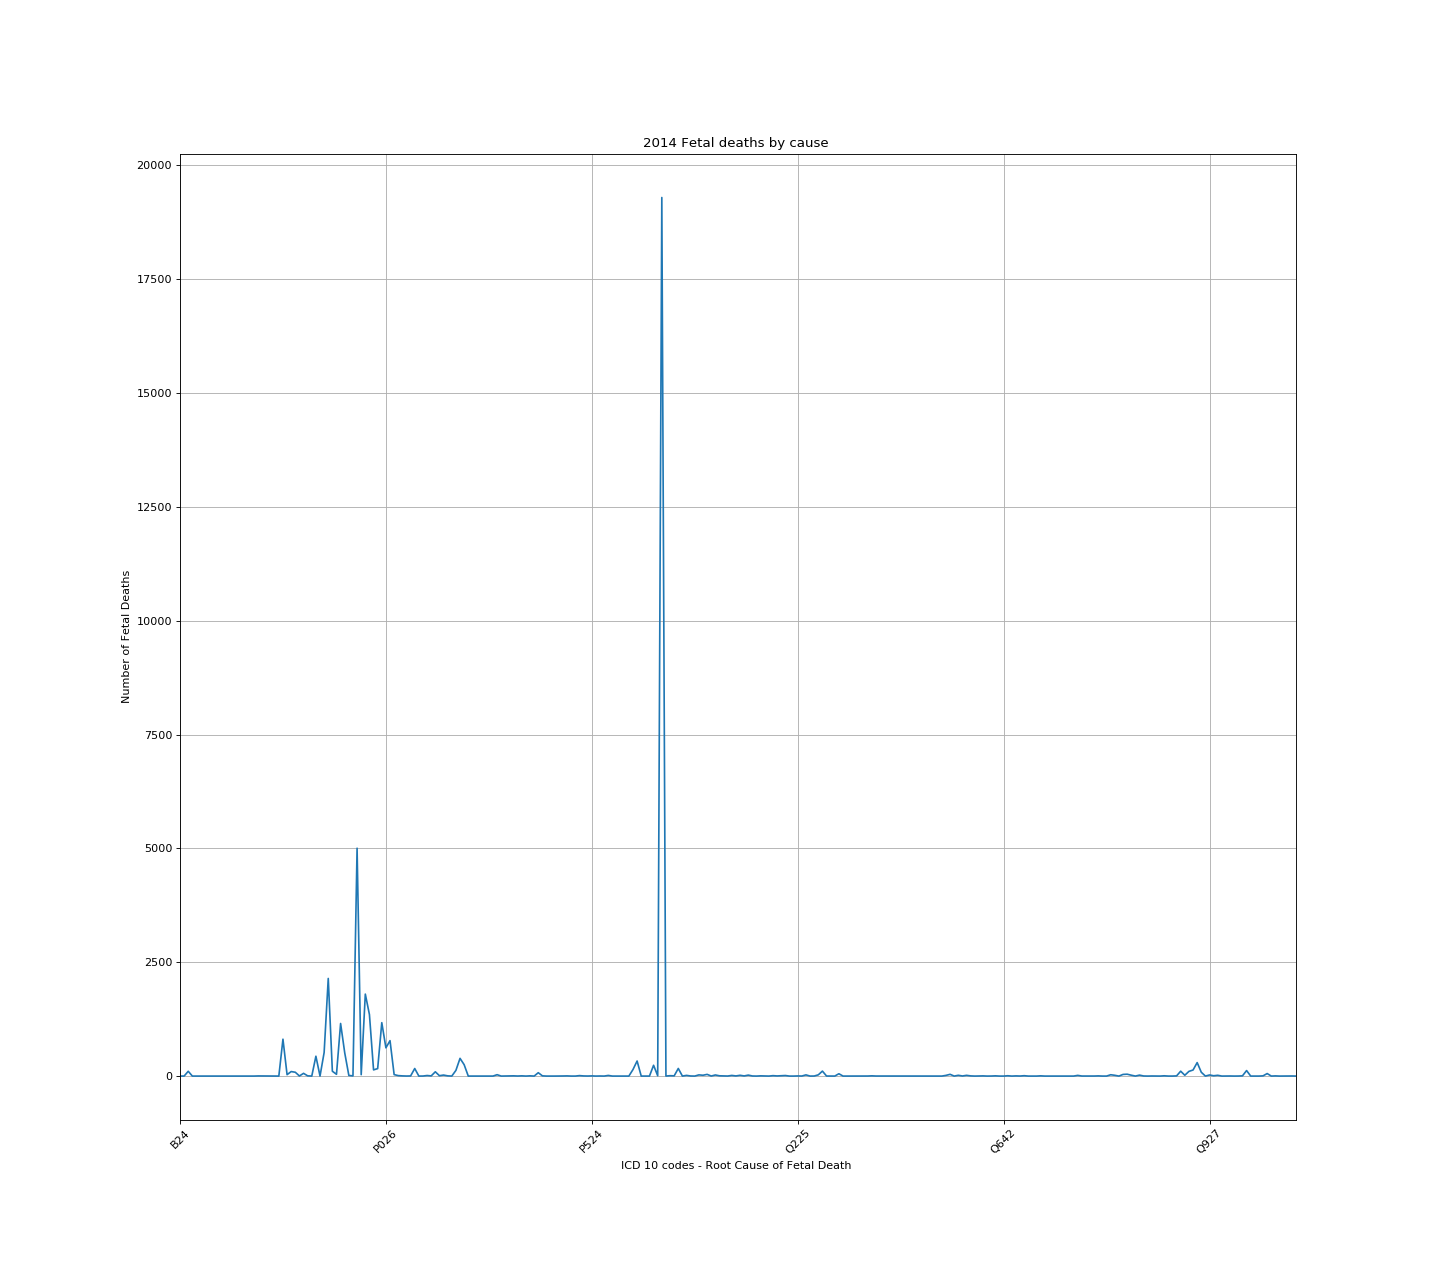 2014 Fetal deaths by cause
20000
17500
15000
12500
10000
7500
5000
2500
0
Number of Fetal Deaths
B24 P026 P524 Q225 Q642 Q927
ICD 10 codes - Root Cause of Fetal Death